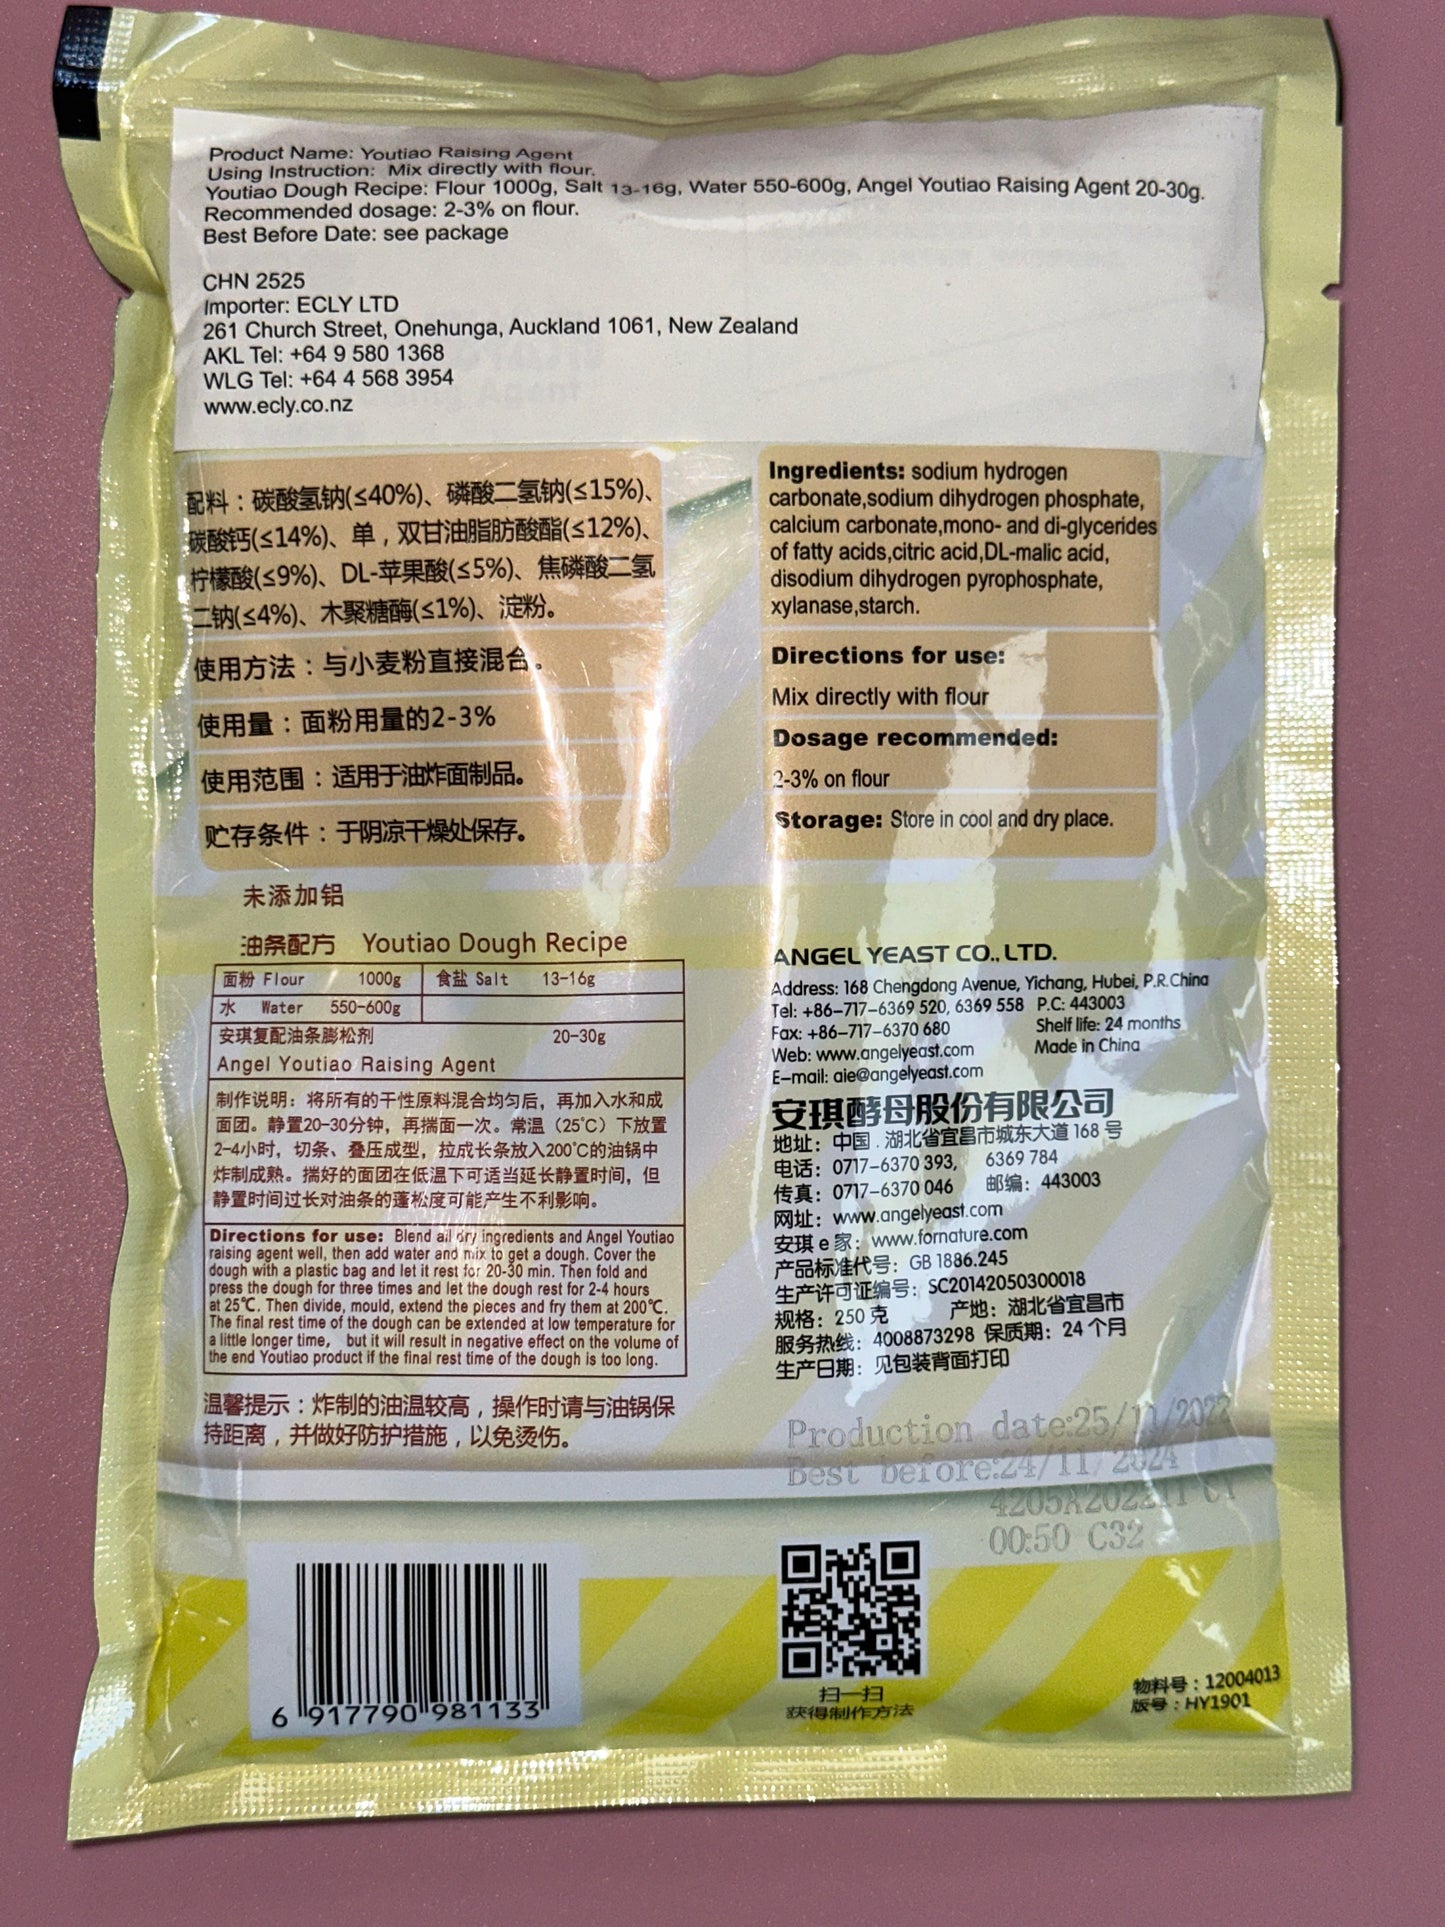 Product Name: Youtiao Raising Agent
Using Instruction: Mix directly with flour.
Youtiao Dough Recipe: Flour 1000g, Salt 13-16g, Water 550-600g, Angel Youtiao Raising Agent 20-30g.
Recommended dosage: 2-3% on flour.
Best Before Date: see package
CHN 2525
Importer: ECLY LTD
261 Church Street, Onehunga, Auckland 1061, New Zealand
AKL Tel: +64 9 580 1368
WLG Tel: +64 4 568 3954
www.ecly.co.nz
配料：碳酸氢钠(≤40%)、磷酸二氢钠(≤15%)、
碳酸钙(≤14%)、单，双甘油脂肪酸酯(≤12%)、
柠檬酸(≤9%)、DL-苹果酸(≤5%)、焦磷酸二氢
二钠(≤4%)、木聚糖酶(≤1%)、淀粉。
使用方法：与小麦粉直接混合。
使用量：面粉用量的2-3%
使用范围：适用于油炸面制品。
贮存条件：于阴凉干燥处保存。
Ingredients: sodium hydrogen
carbonate,sodium dihydrogen phosphate,
calcium carbonate,mono- and di-glycerides
of fatty acids,citric acid,DL-malic acid,
disodium dihydrogen pyrophosphate,
xylanase,starch.
Directions for use:
Mix directly with flour
Dosage recommended:
2-3% on flour
Storage: Store in cool and dry place.
未添加铝
油条配方 Youtiao Dough Recipe
面粉 Flour 1000g 食盐 Salt 13-16g
水 Water 550-600g
安琪复配油条膨松剂 20-30g
Angel Youtiao Raising Agent
制作说明：将所有的干性原料混合均匀后，再加入水和成
面团。静置20-30分钟，再揣面一次。常温（25℃）下放置
2-4小时，切条、叠压成型，拉成长条放入200℃的油锅中
炸制成熟。揣好的面团在低温下可适当延长静置时间，但
静置时间过长对油条的蓬松度可能产生不利影响。
Directions for use: Blend all dry ingredients and Angel Youtiao
raising agent well, then add water and mix to get a dough. Cover the
dough with a plastic bag and let it rest for 20-30 min. Then fold and
press the dough for three times and let the dough rest for 2-4 hours
at 25℃. Then divide, mould, extend the pieces and fry them at 200℃.
The final rest time of the dough can be extended at low temperature for
a little longer time, but it will result in negative effect on the volume of
the end Youtiao product if the final rest time of the dough is too long.
温馨提示：炸制的油温较高，操作时请与油锅保
持距离，并做好防护措施，以免烫伤。
ANGEL YEAST CO., LTD.
Address: 168 Chengdong Avenue, Yichang, Hubei, P.R.China
Tel: +86-717-6369 520, 6369 558 P.C: 443003
Fax: +86-717-6370 680 Shelf life: 24 months
Web: www.angelyeast.com Made in China
E-mail: aie@angelyeast.com
安琪酵母股份有限公司
地址：中国.湖北省宜昌市城东大道 168 号
电话：0717-6370 393, 6369 784
传真：0717-6370 046 邮编：443003
网址：www.angelyeast.com
安琪 e 家：www.fornature.com
产品标准代号：GB 1886.245
生产许可证编号：SC20142050300018
规格：250 克 产地：湖北省宜昌市
服务热线：4008873298 保质期：24 个月
生产日期：见包装背面打印
Production date:25/11/2022
Best before:24/11/2024
4205A202211 C1
00:50 C32
6 917790 981133
扫一扫
获得制作方法
物料号：12004013
版号：HY1901